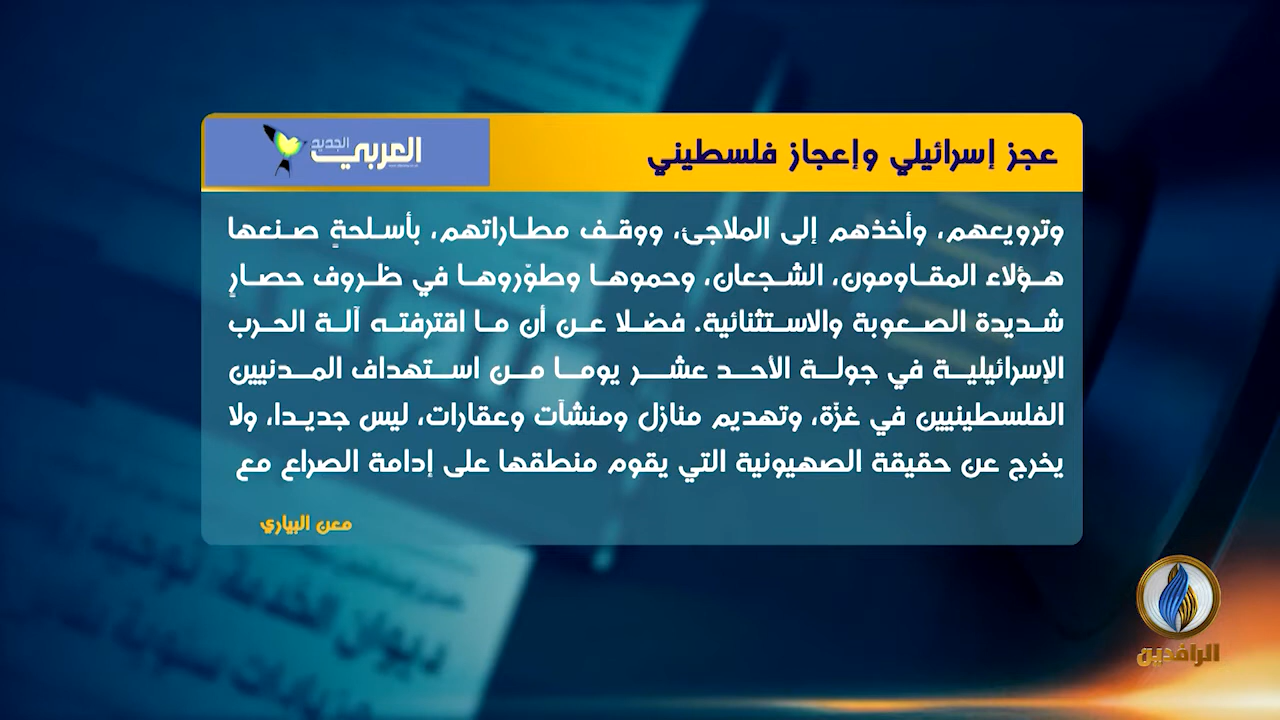 عجز إسرائيلي وإعجاز فلسطيني
العربي الجديد
وترويعهم، وأخذهم إلى الملاجئ، ووقف مطاراتهم، بأسلحةٍ صنعها
هؤلاء المقاومون، الشجعان، وحموها وطوّروها في ظروف حصارٍ
شديدة الصعوبة والاستثنائية. فضلا عن أن ما اقترفته آلة الحرب
الإسرائيلية في جولة الأحد عشر يوما من استهداف المدنيين
الفلسطينيين في غزّة، وتهديم منازل ومنشآت وعقارات، ليس جديدا، ولا
يخرج عن حقيقة الصهيونية التي يقوم منطقها على إدامة الصراع مع
معن البياري
ديوان الخدمة: توحيد
الرافدين